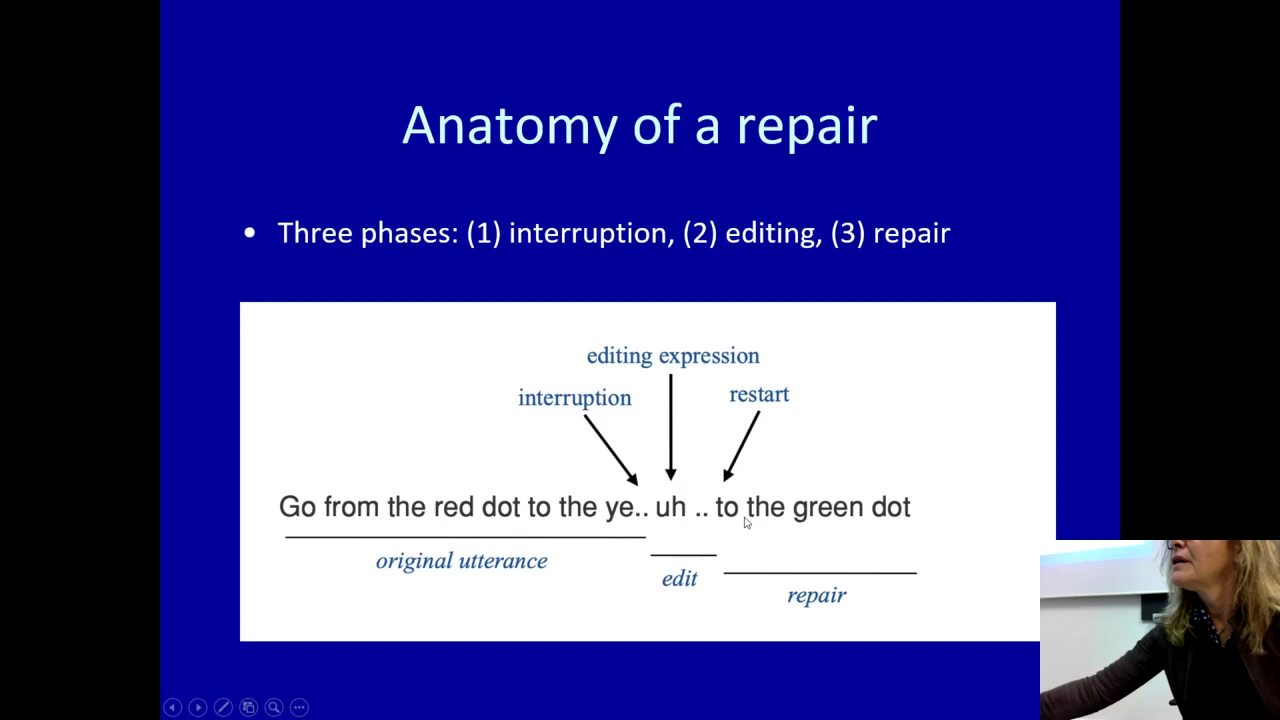 Anatomy of a repair
• Three phases: (1) interruption, (2) editing, (3) repair
editing expression
interruption
restart
Go from the red dot to the ye.. uh .. to the green dot
original utterance
edit
repair